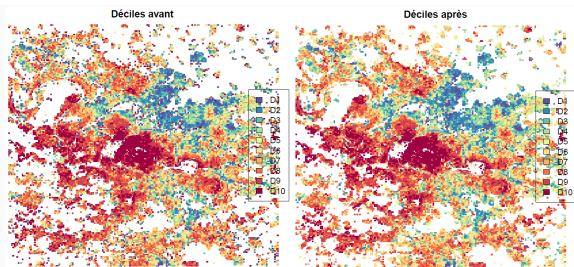 Déciles avant
Déciles après
D1
D2
D3
D4
D5
D6
D7
D8
D9
D10
D1
D2
D3
D4
D5
D6
D7
D8
D9
D10